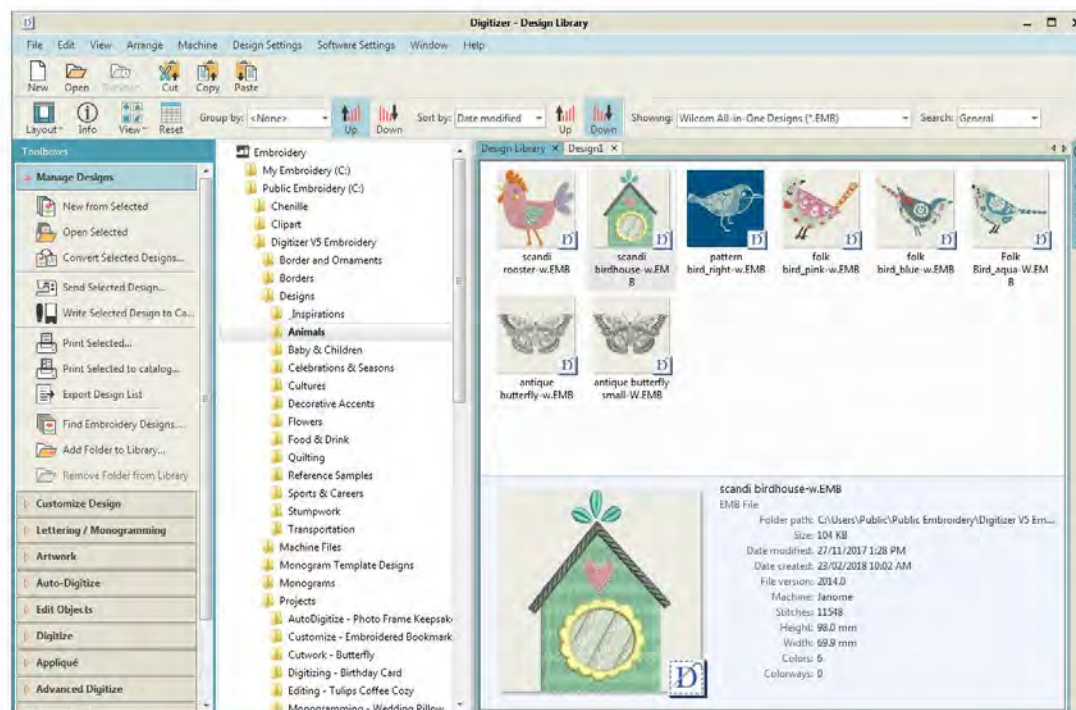 Digitizer - Design Library
File Edit View Arrange Machine Design Settings Software Settings Window Help
New Open Cut Copy Paste
Layout Info View Reset Group by: <None> Up Down Sort by: Date modified Up Down Showing: Wilcom All-in-One Designs (*.EMB) Search: General
Toolboxes
Manage Designs
New from Selected
Open Selected
Convert Selected Designs...
Send Selected Design...
Write Selected Design to Ca...
Print Selected...
Print Selected to catalog...
Export Design List
Find Embroidery Designs...
Add Folder to Library...
Remove Folder from Library
Customize Design
Lettering / Monogramming
Artwork
Auto-Digitize
Edit Objects
Digitize
Appliqué
Advanced Digitize
Embroidery
My Embroidery (C:)
Public Embroidery (C:)
Chenille
Clipart
Digitizer V5 Embroidery
Border and Ornaments
Borders
Designs
_Inspirations
Animals
Baby & Children
Celebrations & Seasons
Cultures
Decorative Accents
Flowers
Food & Drink
Quilting
Reference Samples
Sports & Careers
Stumpwork
Transportation
Machine Files
Monogram Template Designs
Monograms
Projects
AutoDigitize - Photo Frame Keepsak
Customize - Embroidered Bookmark
Cutwork - Butterfly
Digitizing - Birthday Card
Editing - Tulips Coffee Cozy
Monogramming - Wedding Pillow
Design Library Design1
scandi rooster-w.EMB
scandi birdhouse-w.EM
B
pattern bird_right-w.EMB
folk bird_pink-w.EMB
folk bird_blue-w.EMB
Folk Bird_aqua-W.EM
B
antique butterfly-w.EMB
antique butterfly small-W.EMB
scandi birdhouse-w.EMB
EMB File
Folder path: C:\Users\Public\Public Embroidery\Digitizer V5 Em...
Size: 104 KB
Date modified: 27/11/2017 1:28 PM
Date created: 23/02/2018 10:02 AM
File version: 2014.0
Machine: Janome
Stitches: 11548
Height: 98.0 mm
Width: 69.9 mm
Colors: 6
Colorways: 0